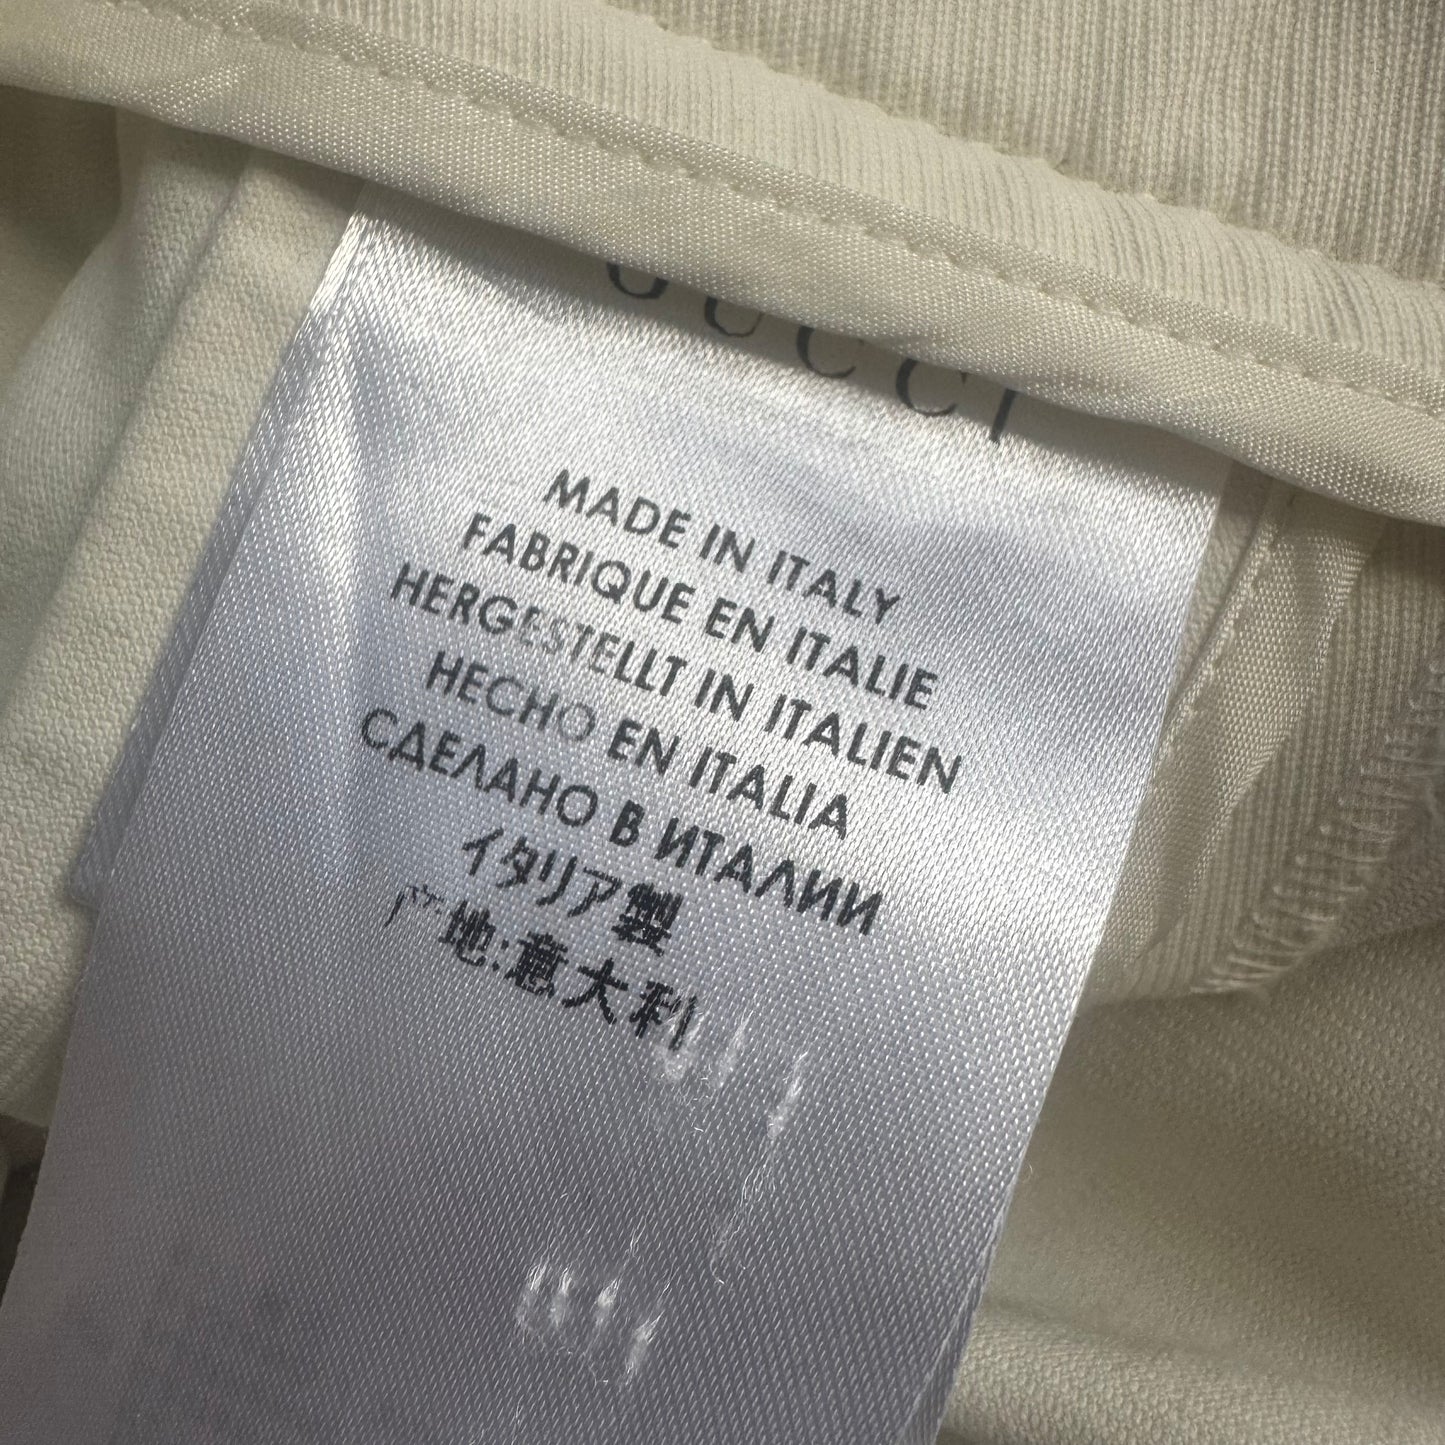 GUCCI
MADE IN ITALY
FABRIQUE EN ITALIE
HERGESTELLT IN ITALIEN
HECHO EN ITALIA
СДЕЛАНО В ИТАЛИИ
イタリア製
产地:意大利